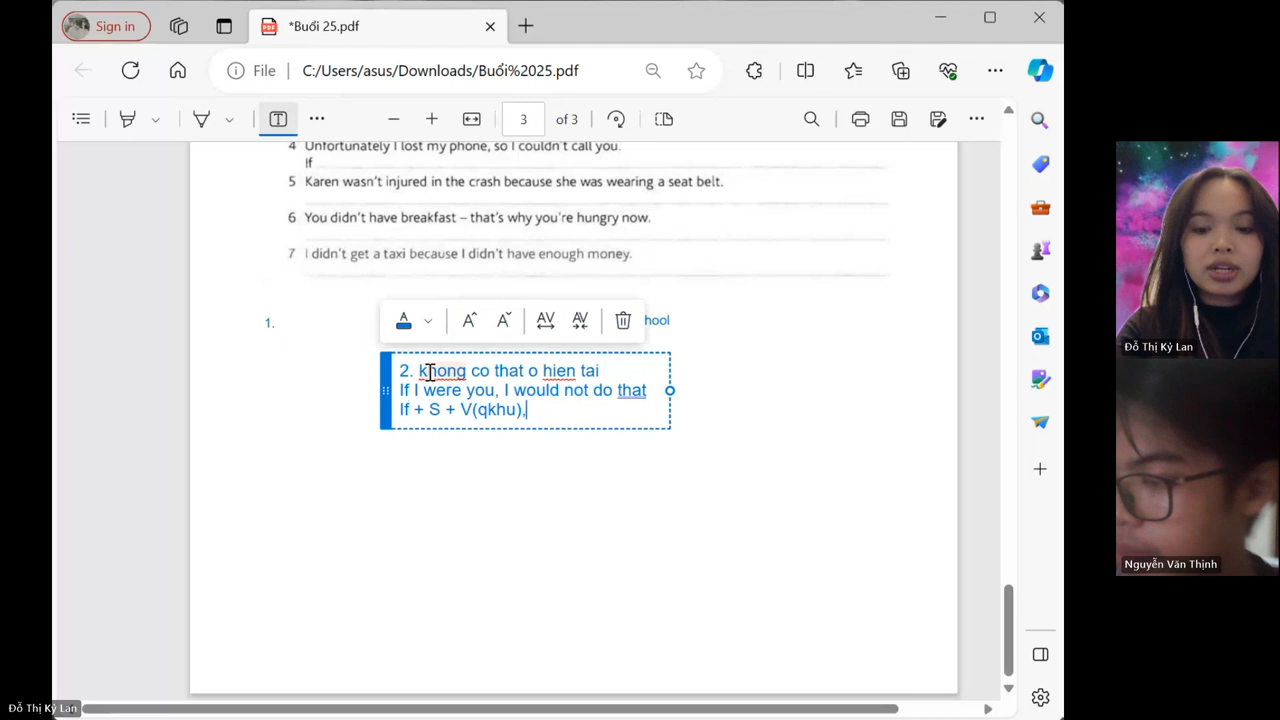 Sign in
*Buổi 25.pdf
File
C:/Users/asus/Downloads/Buổi%2025.pdf
3
of 3
4 Unfortunately I lost my phone, so I couldn't call you.
If
5 Karen wasn't injured in the crash because she was wearing a seat belt.
6 You didn't have breakfast – that's why you're hungry now.
7 I didn't get a taxi because I didn't have enough money.
1.
hool
2. khong co that o hien tai
If I were you, I would not do that
If + S + V(qkhu),
Đỗ Thị Kỷ Lan
Nguyễn Văn Thịnh
Đỗ Thị Kỷ Lan